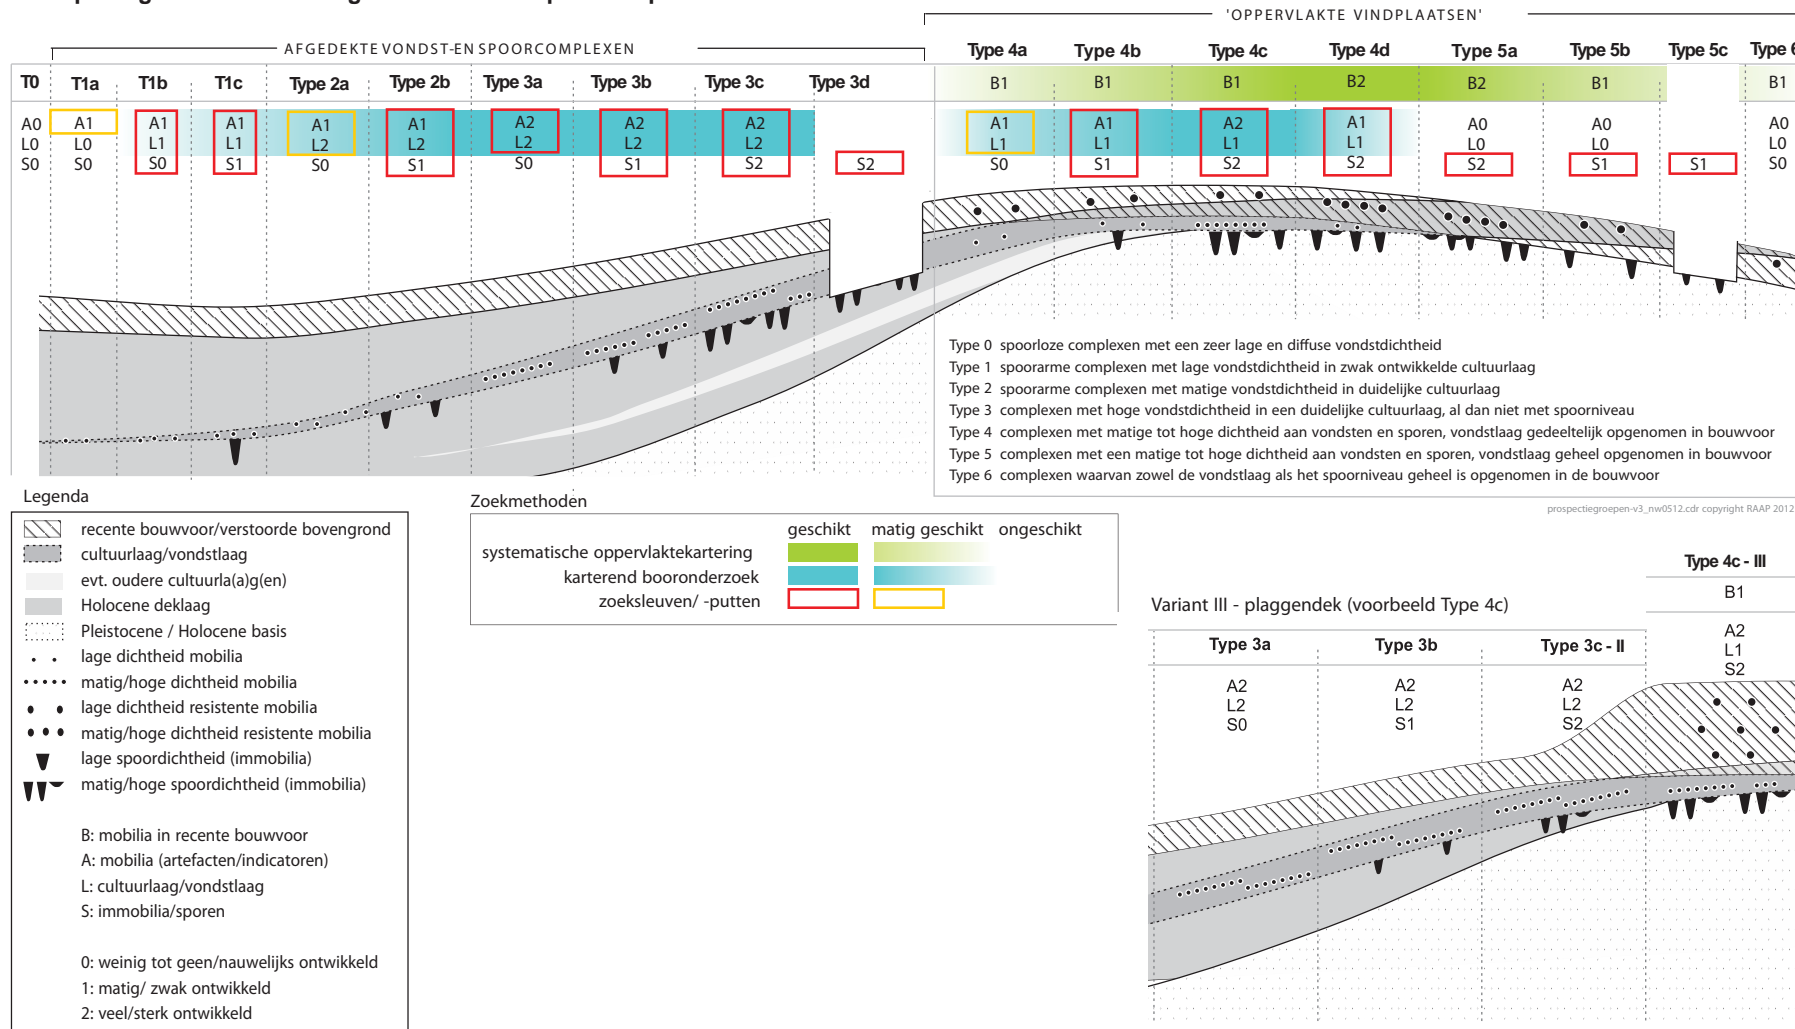 'OPPERVLAKTE VINDPLAATSEN'
AFGEDEKTE VONDST-EN SPOORCOMPLEXEN
T0 T1a T1b T1c Type 2a Type 2b Type 3a Type 3b Type 3c Type 3d Type 4a Type 4b Type 4c Type 4d Type 5a Type 5b Type 5c Type 6
B1 B1 B1 B2 B2 B1 B1
A0 A1 A1 A1 A1 A1 A2 A2 A2 A1 A1 A2 A1 A0 A0 A0
L0 L0 L1 L1 L2 L2 L2 L2 L2 L1 L1 L1 L1 L0 L0 L0
S0 S0 S0 S1 S0 S1 S0 S1 S2 S2 S0 S1 S2 S2 S2 S1 S1 S0
Type 0 spoorloze complexen met een zeer lage en diffuse vondstdichtheid
Type 1 spoorarme complexen met lage vondstdichtheid in zwak ontwikkelde cultuurlaag
Type 2 spoorarme complexen met matige vondstdichtheid in duidelijke cultuurlaag
Type 3 complexen met hoge vondstdichtheid in een duidelijke cultuurlaag, al dan niet met spoorniveau
Type 4 complexen met matige tot hoge dichtheid aan vondsten en sporen, vondstlaag gedeeltelijk opgenomen in bouwvoor
Type 5 complexen met een matige tot hoge dichtheid aan vondsten en sporen, vondstlaag geheel opgenomen in bouwvoor
Type 6 complexen waarvan zowel de vondstlaag als het spoorniveau geheel is opgenomen in de bouwvoor
prospectiegroepen-v3_nw0512.cdr copyright RAAP 2012
Legenda
recente bouwvoor/verstoorde bovengrond
cultuurlaag/vondstlaag
evt. oudere cultuurla(a)g(en)
Holocene deklaag
Pleistocene / Holocene basis
lage dichtheid mobilia
matig/hoge dichtheid mobilia
lage dichtheid resistente mobilia
matig/hoge dichtheid resistente mobilia
lage spoordichtheid (immobilia)
matig/hoge spoordichtheid (immobilia)
B: mobilia in recente bouwvoor
A: mobilia (artefacten/indicatoren)
L: cultuurlaag/vondstlaag
S: immobilia/sporen
0: weinig tot geen/nauwelijks ontwikkeld
1: matig/ zwak ontwikkeld
2: veel/sterk ontwikkeld
Zoekmethoden
geschikt matig geschikt ongeschikt
systematische oppervlaktekartering
karterend booronderzoek
zoeksleuven/ -putten
Variant III - plaggendek (voorbeeld Type 4c)
Type 4c - III
B1
A2
L1
S2
Type 3a Type 3b Type 3c - II
A2 A2 A2
L2 L2 L2
S0 S1 S2